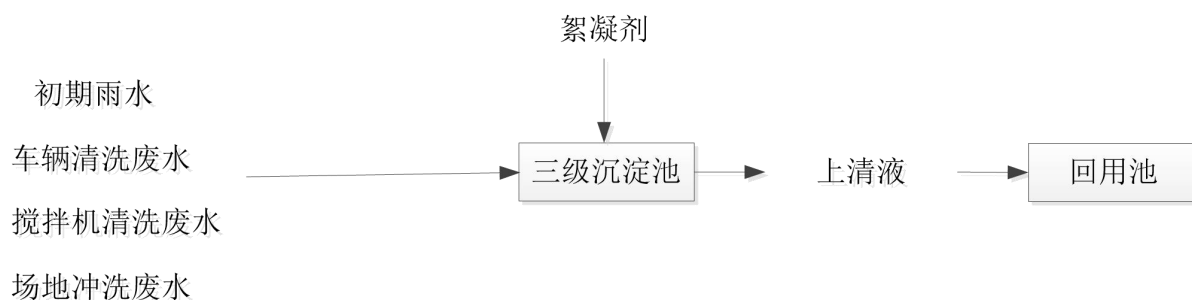 絮凝剂
初期雨水
车辆清洗废水
搅拌机清洗废水
场地冲洗废水
三级沉淀池
上清液
回用池